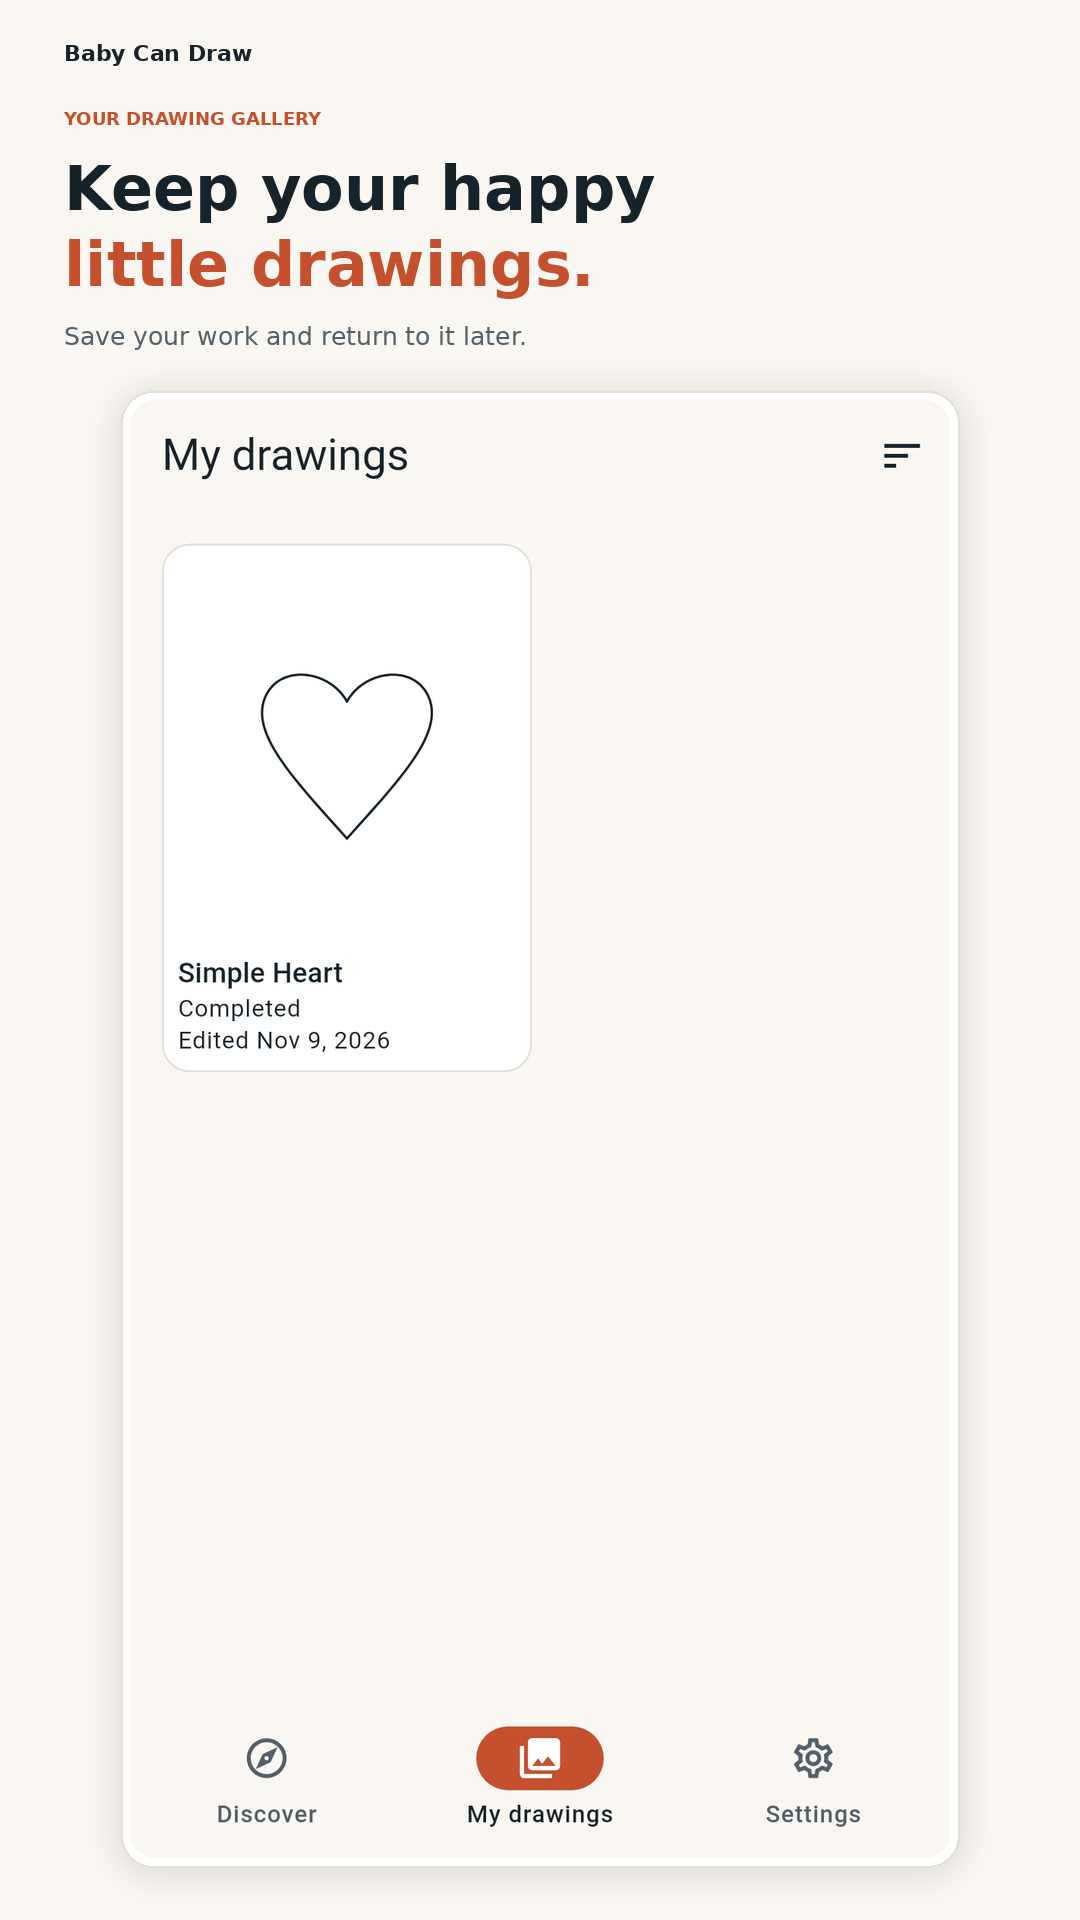 Baby Can Draw
YOUR DRAWING GALLERY
Keep your happy
little drawings.
Save your work and return to it later.
My drawings
Simple Heart
Completed
Edited Nov 9, 2026
Discover
My drawings
Settings